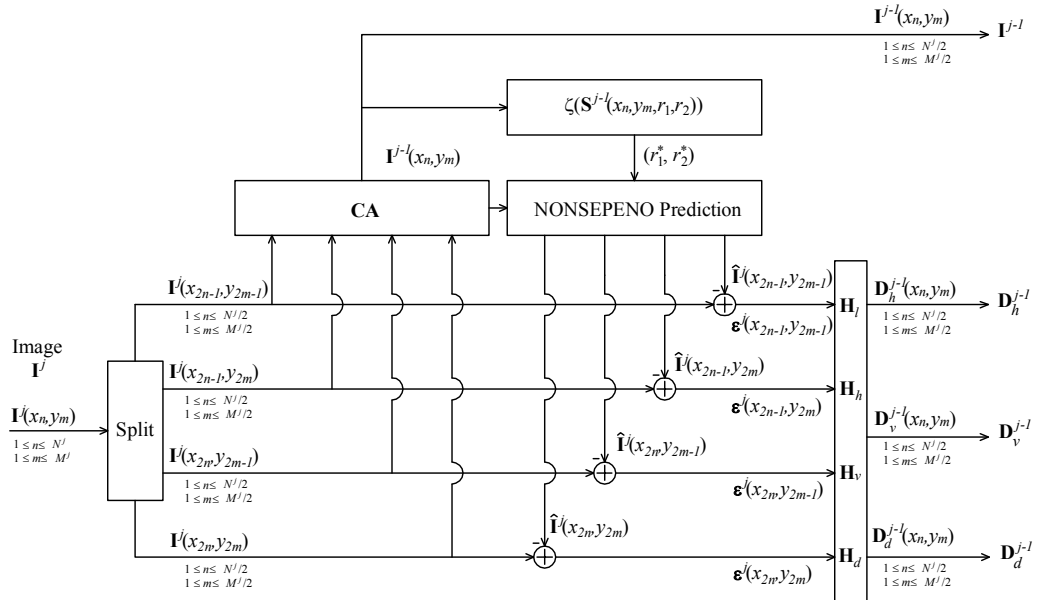 I^{j-1}(x_n,y_m)
I^{j-1}
1 ≤ n ≤ N^j/2
1 ≤ m ≤ M^j/2
ζ(S^{j-1}(x_n,y_m,r_1,r_2))
I^{j-1}(x_n,y_m)
(r_1^*, r_2^*)
CA
NONSEPENO Prediction
I^j(x_{2n-1},y_{2m-1})
1 ≤ n ≤ N^j/2
1 ≤ m ≤ M^j/2
-
Î^j(x_{2n-1},y_{2m-1})
ε^j(x_{2n-1},y_{2m-1})
H_l
D_h^{j-1}(x_n,y_m)
1 ≤ n ≤ N^j/2
1 ≤ m ≤ M^j/2
D_h^{j-1}
Image
I^j
I^j(x_n,y_m)
1 ≤ n ≤ N^j
1 ≤ m ≤ M^j
Split
I^j(x_{2n-1},y_{2m})
1 ≤ n ≤ N^j/2
1 ≤ m ≤ M^j/2
-
Î^j(x_{2n-1},y_{2m})
ε^j(x_{2n-1},y_{2m})
H_h
D_v^{j-1}(x_n,y_m)
1 ≤ n ≤ N^j/2
1 ≤ m ≤ M^j/2
D_v^{j-1}
I^j(x_{2n},y_{2m-1})
1 ≤ n ≤ N^j/2
1 ≤ m ≤ M^j/2
-
Î^j(x_{2n},y_{2m-1})
ε^j(x_{2n},y_{2m-1})
H_v
I^j(x_{2n},y_{2m})
1 ≤ n ≤ N^j/2
1 ≤ m ≤ M^j/2
-
Î^j(x_{2n},y_{2m})
ε^j(x_{2n},y_{2m})
H_d
D_d^{j-1}(x_n,y_m)
1 ≤ n ≤ N^j/2
1 ≤ m ≤ M^j/2
D_d^{j-1}